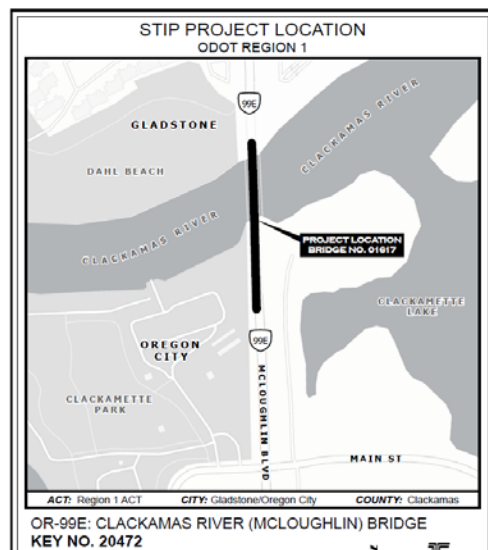 STIP PROJECT LOCATION
ODOT REGION 1
99E
GLADSTONE
CLACKAMAS RIVER
DAHL BEACH
CLACKAMAS RIVER
PROJECT LOCATION
BRIDGE NO. 01617
CLACKAMETTE
LAKE
OREGON
CITY
99E
CLACKAMETTE
PARK
MCLOUGHLIN BLVD
MAIN ST
ACT: Region 1 ACT CITY: Gladstone/Oregon City COUNTY: Clackamas
OR-99E: CLACKAMAS RIVER (MCLOUGHLIN) BRIDGE
KEY NO. 20472